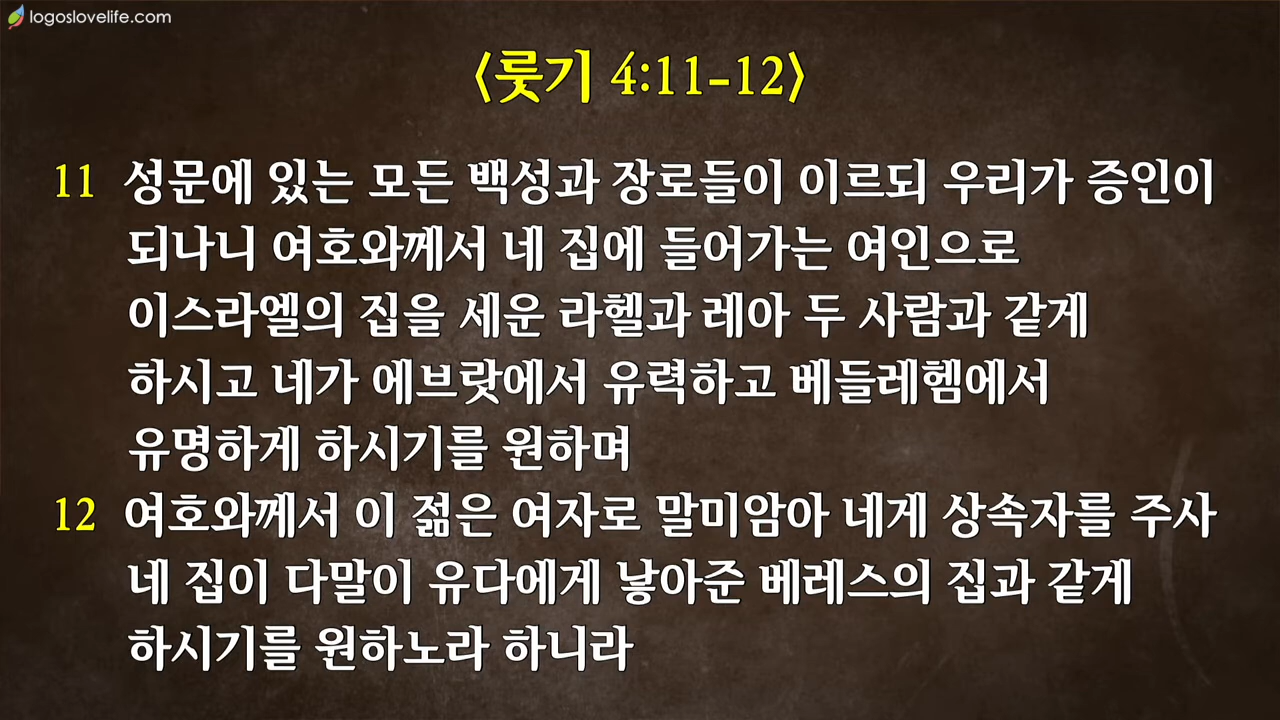 logoslovelife.com
<룻기 4:11-12>
11 성문에 있는 모든 백성과 장로들이 이르되 우리가 증인이
되나니 여호와께서 네 집에 들어가는 여인으로
이스라엘의 집을 세운 라헬과 레아 두 사람과 같게
하시고 네가 에브랏에서 유력하고 베들레헴에서
유명하게 하시기를 원하며
12 여호와께서 이 젊은 여자로 말미암아 네게 상속자를 주사
네 집이 다말이 유다에게 낳아준 베레스의 집과 같게
하시기를 원하노라 하니라